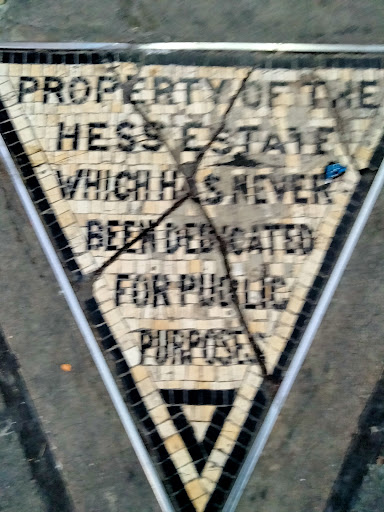 PROPERTY OF THE
HESS ESTATE
WHICH HAS NEVER
BEEN DEDICATED
FOR PUBLIC
PURPOSES